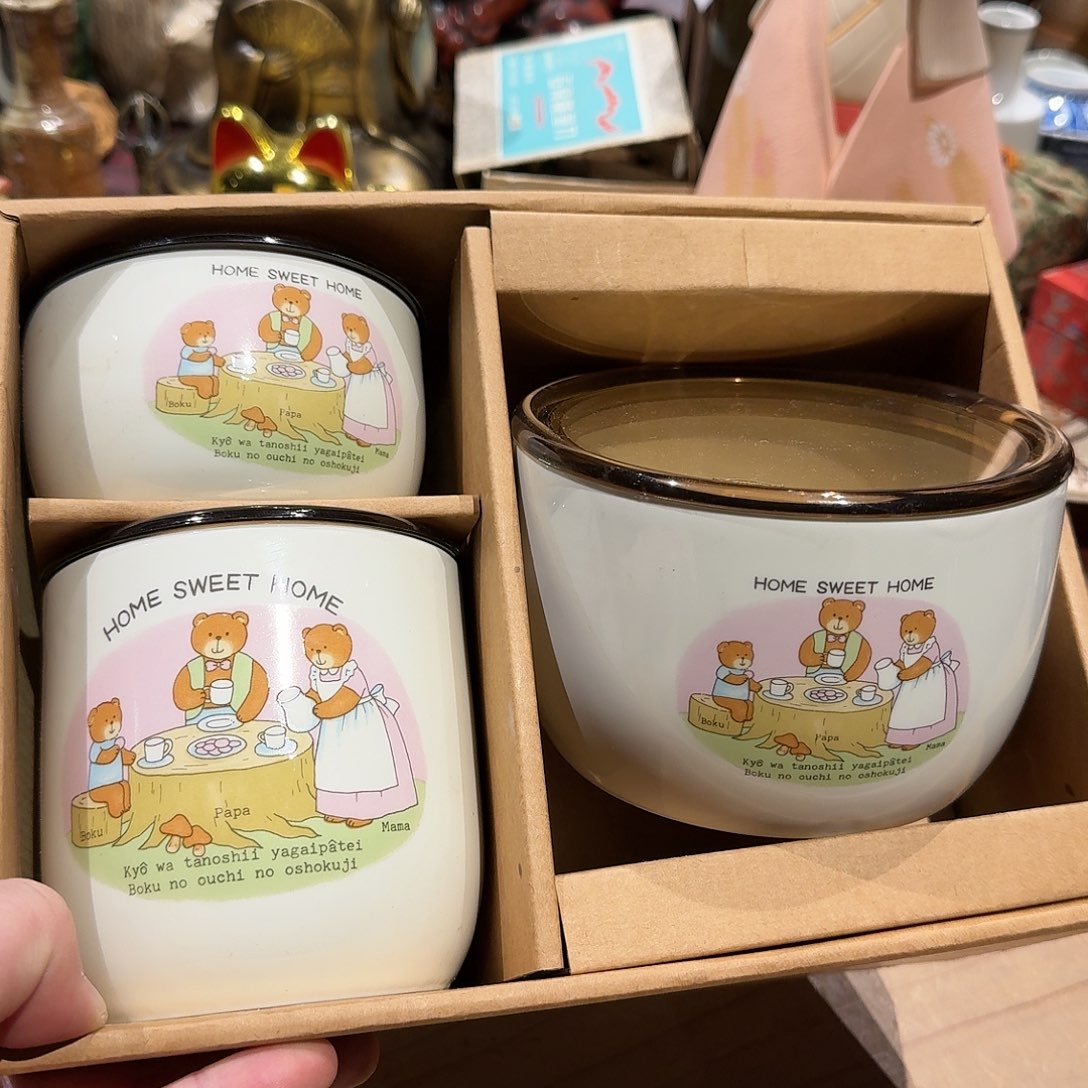 HOME SWEET HOME
Boku
Papa
Mama
Kyô wa tanoshii yagaipâtei
Boku no ouchi no oshokuji
HOME SWEET HOME
Boku
Papa
Mama
Kyô wa tanoshii yagaipâtei
Boku no ouchi no oshokuji
HOME SWEET HOME
Boku
Papa
Mama
Kyô wa tanoshii yagaipâtei
Boku no ouchi no oshokuji